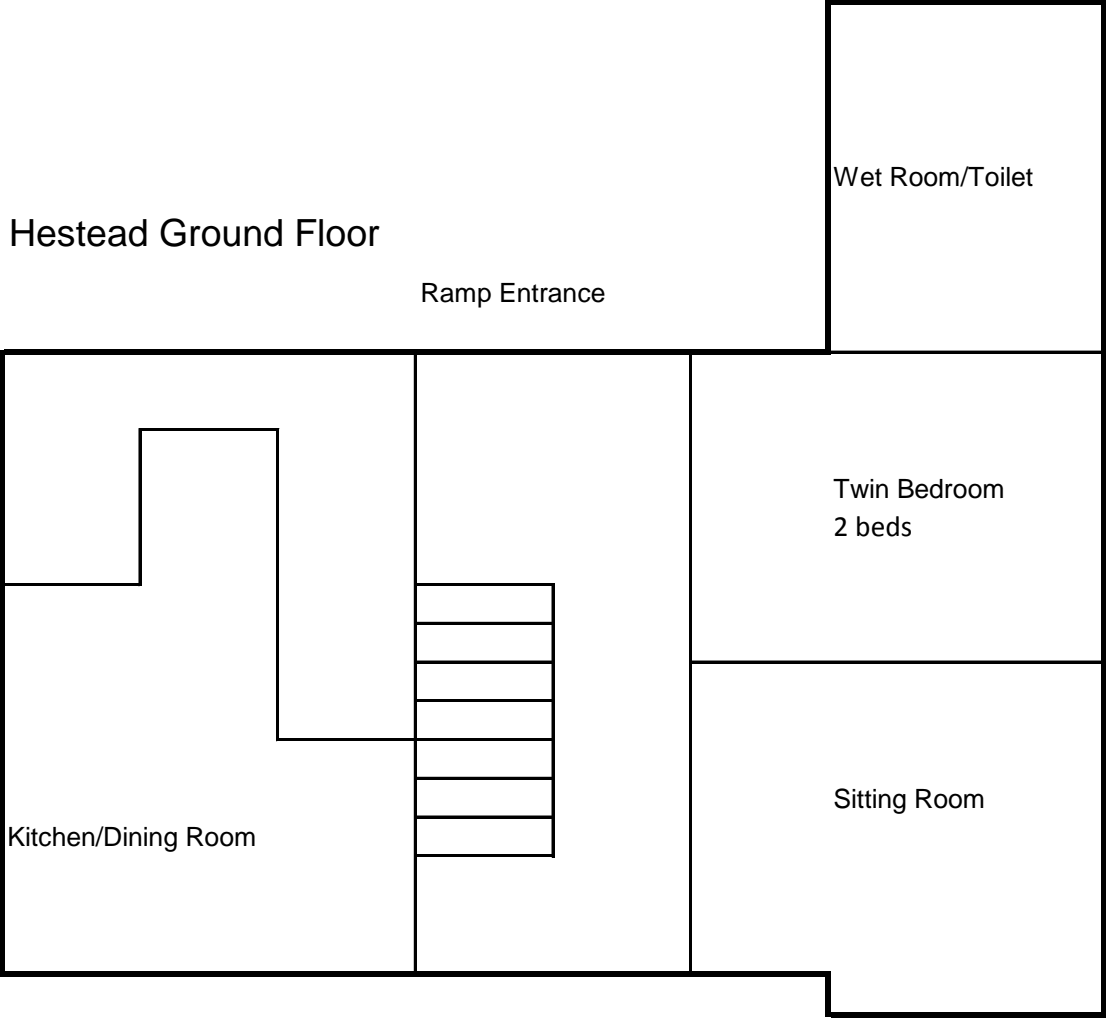 Wet Room/Toilet
Hestead Ground Floor
Ramp Entrance
Twin Bedroom
2 beds
Sitting Room
Kitchen/Dining Room